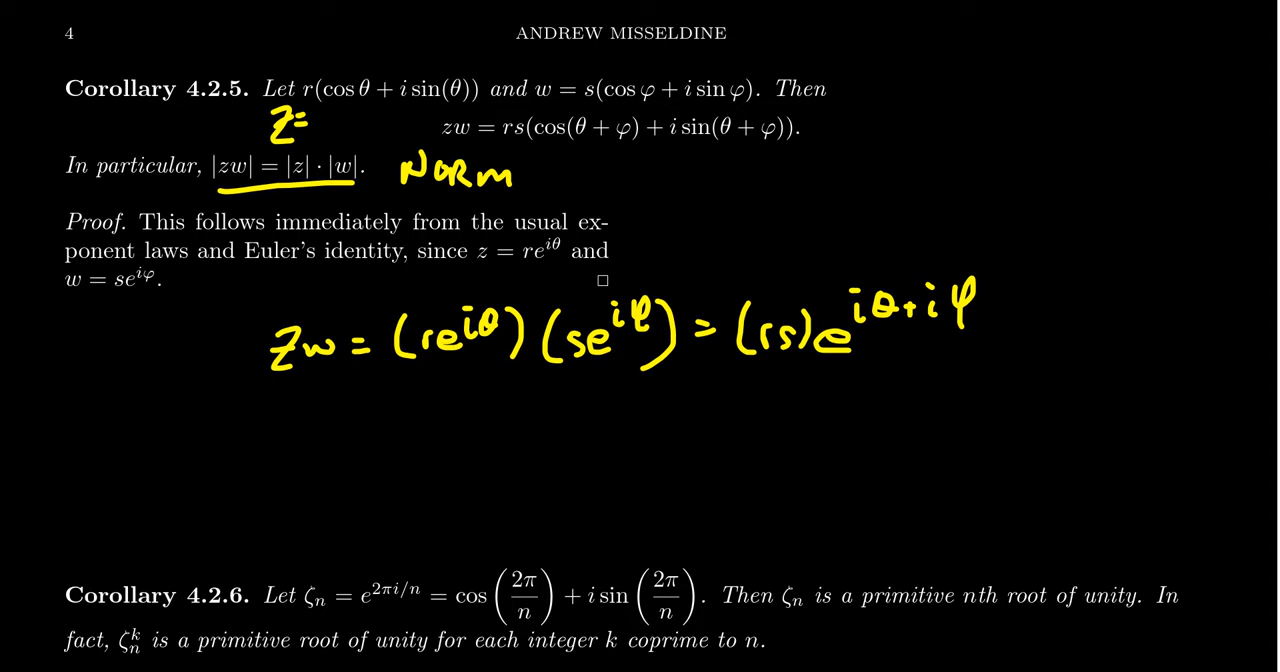 4 ANDREW MISSELDINE
Corollary 4.2.5. Let r(cos θ + i sin(θ)) and w = s(cos φ + i sin φ). Then
z=
zw = rs(cos(θ + φ) + i sin(θ + φ)).
In particular, |zw| = |z| · |w|. NORM
Proof. This follows immediately from the usual ex-
ponent laws and Euler's identity, since z = re^{iθ} and
w = se^{iφ}. □
zw = (re^{iθ})(se^{iφ}) = (rs)e^{iθ+iφ}
Corollary 4.2.6. Let ζ_n = e^{2πi/n} = cos(2π/n) + i sin(2π/n). Then ζ_n is a primitive nth root of unity. In
fact, ζ_n^k is a primitive root of unity for each integer k coprime to n.